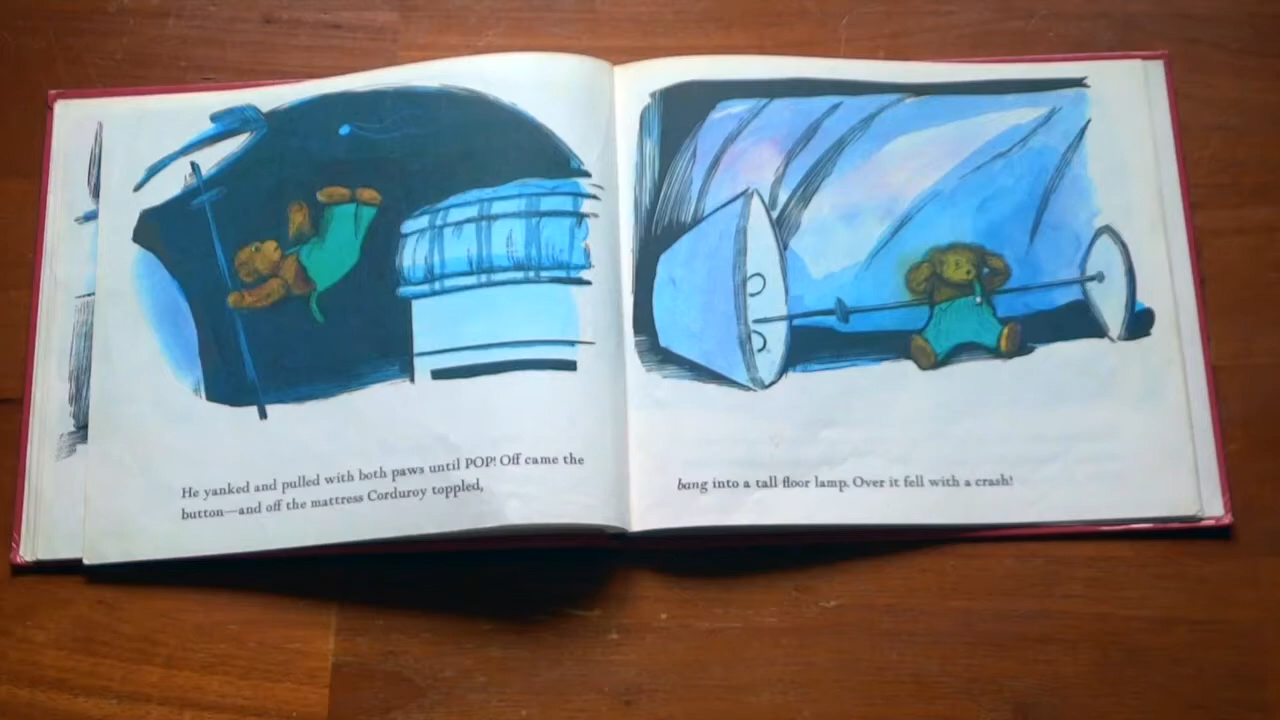 He yanked and pulled with both paws until POP! Off came the
button—and off the mattress Corduroy toppled,
bang into a tall floor lamp. Over it fell with a crash!